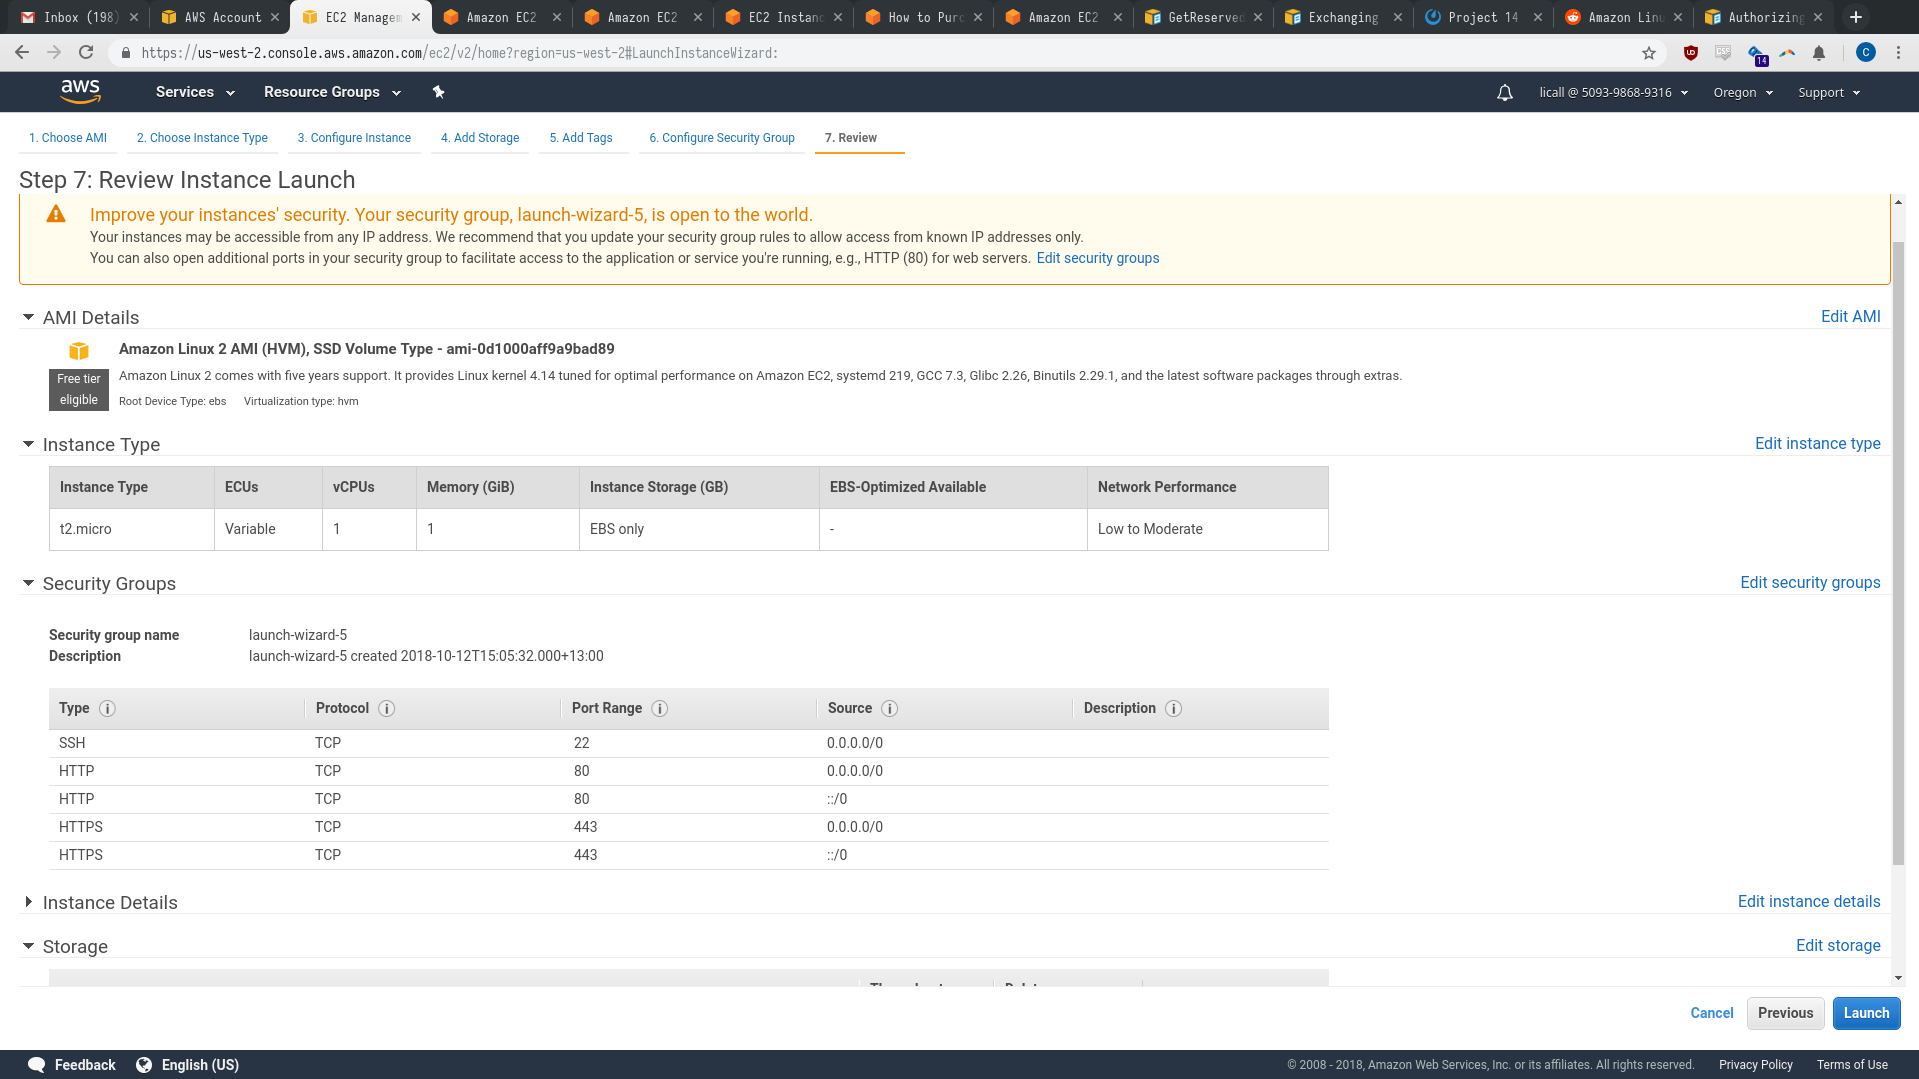 Inbox (198)
AWS Account
EC2 Managem
Amazon EC2
Amazon EC2
EC2 Instanc
How to Purc
Amazon EC2
GetReserved
Exchanging
Project 14
Amazon Linu
Authorizing
https://us-west-2.console.aws.amazon.com/ec2/v2/home?region=us-west-2#LaunchInstanceWizard:
14
C
aws
Services
Resource Groups
licall @ 5093-9868-9316
Oregon
Support
1. Choose AMI
2. Choose Instance Type
3. Configure Instance
4. Add Storage
5. Add Tags
6. Configure Security Group
7. Review
Step 7: Review Instance Launch
Improve your instances' security. Your security group, launch-wizard-5, is open to the world.
Your instances may be accessible from any IP address. We recommend that you update your security group rules to allow access from known IP addresses only.
You can also open additional ports in your security group to facilitate access to the application or service you're running, e.g., HTTP (80) for web servers. Edit security groups
AMI Details
Edit AMI
Amazon Linux 2 AMI (HVM), SSD Volume Type - ami-0d1000aff9a9bad89
Free tier
eligible
Amazon Linux 2 comes with five years support. It provides Linux kernel 4.14 tuned for optimal performance on Amazon EC2, systemd 219, GCC 7.3, Glibc 2.26, Binutils 2.29.1, and the latest software packages through extras.
Root Device Type: ebs Virtualization type: hvm
Instance Type
Edit instance type
Instance Type ECUs vCPUs Memory (GiB) Instance Storage (GB) EBS-Optimized Available Network Performance
t2.micro Variable 1 1 EBS only - Low to Moderate
Security Groups
Edit security groups
Security group name launch-wizard-5
Description launch-wizard-5 created 2018-10-12T15:05:32.000+13:00
Type Protocol Port Range Source Description
SSH TCP 22 0.0.0.0/0
HTTP TCP 80 0.0.0.0/0
HTTP TCP 80 ::/0
HTTPS TCP 443 0.0.0.0/0
HTTPS TCP 443 ::/0
Instance Details
Edit instance details
Storage
Edit storage
Cancel
Previous
Launch
Feedback
English (US)
© 2008 - 2018, Amazon Web Services, Inc. or its affiliates. All rights reserved.
Privacy Policy
Terms of Use